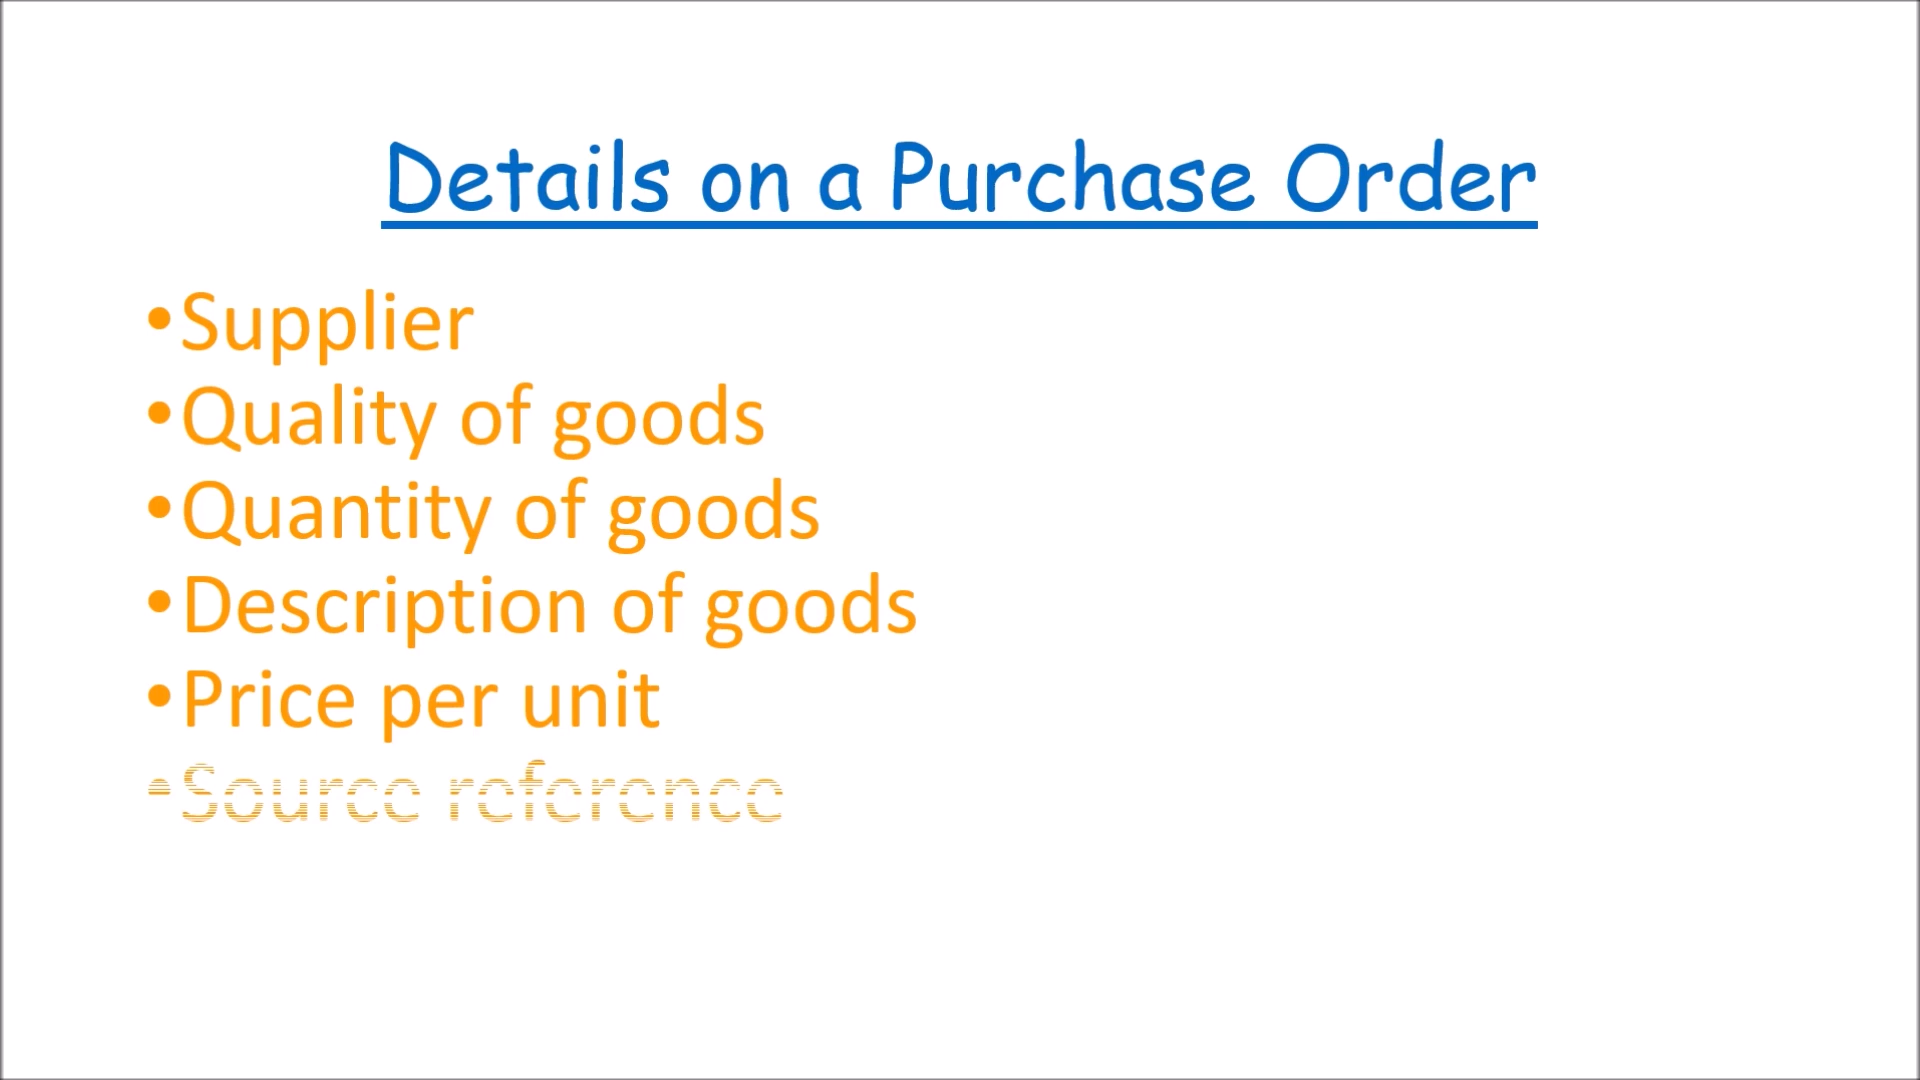 Details on a Purchase Order
•Supplier
•Quality of goods
•Quantity of goods
•Description of goods
•Price per unit
•Source reference